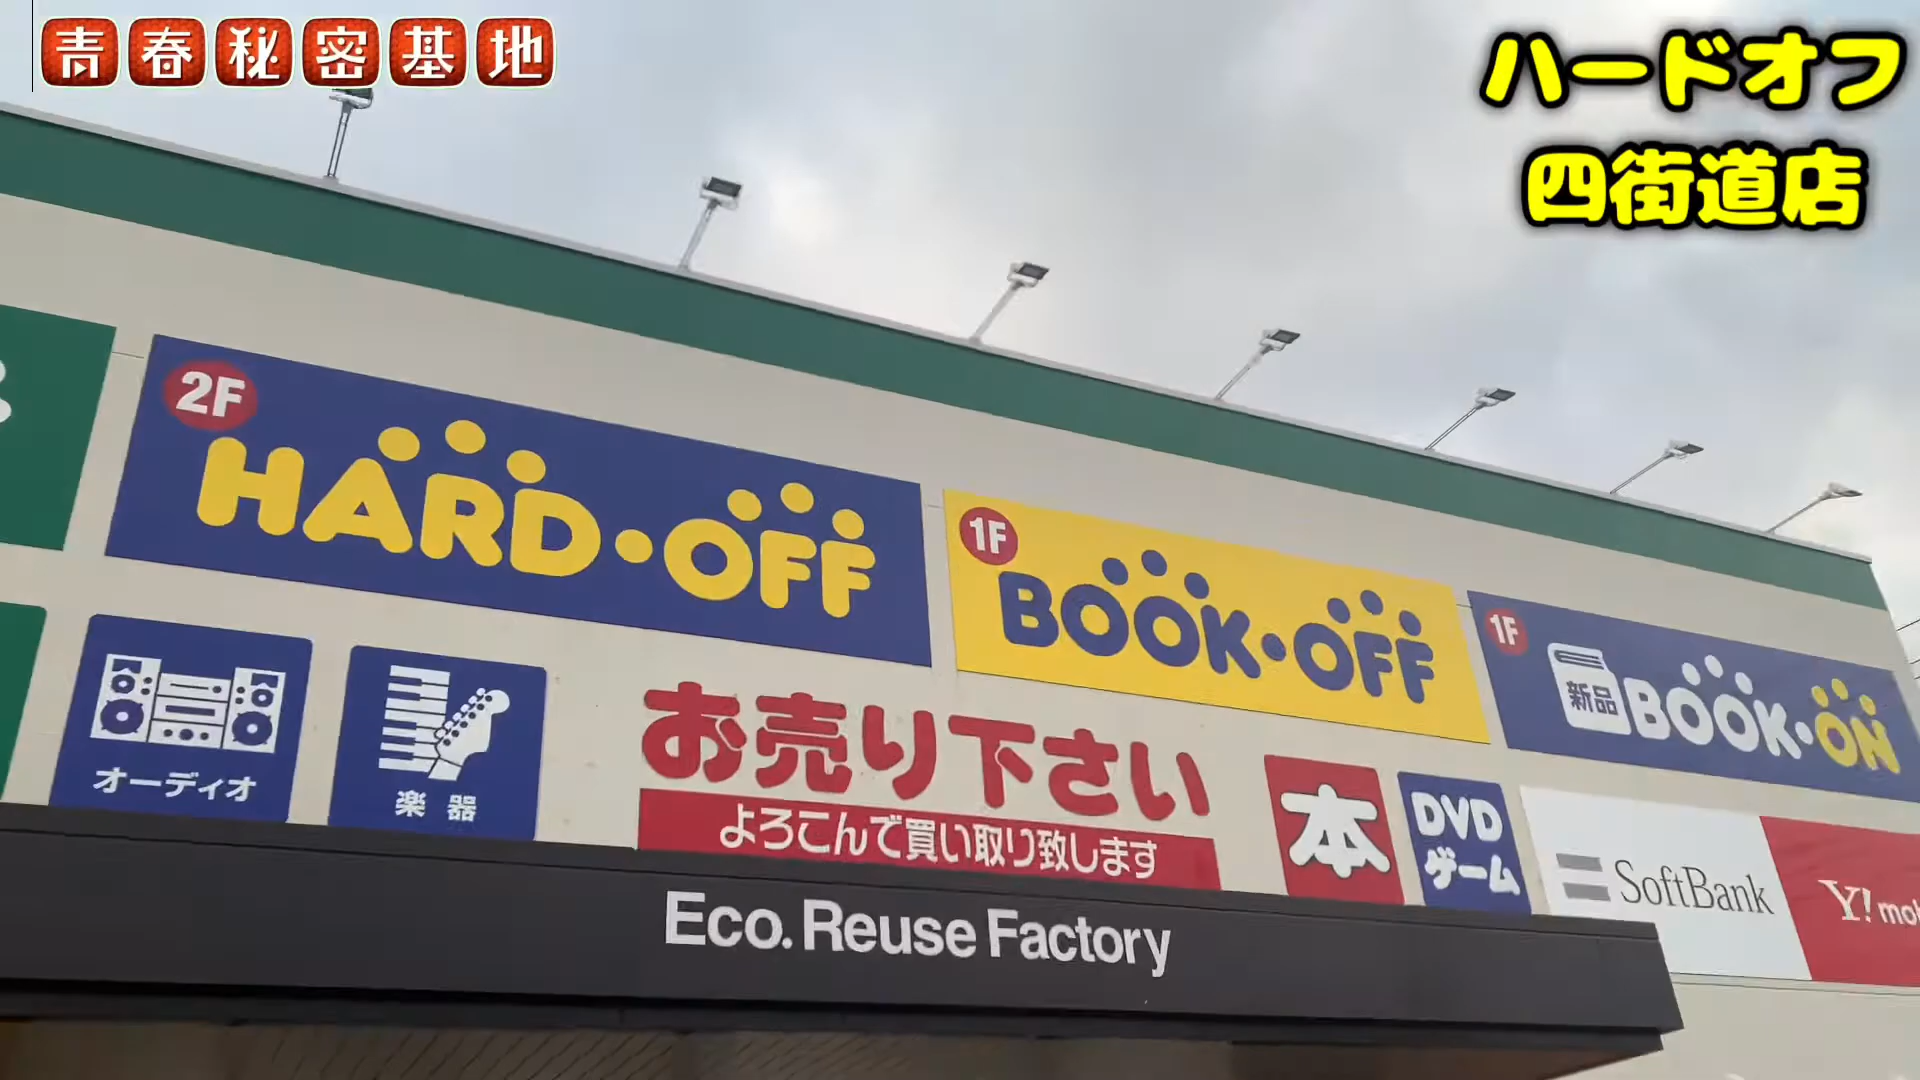 青春秘密基地
ハードオフ
四街道店
2F
HARD・OFF
1F
BOOK・OFF
1F
新品
BOOK・ON
オーディオ
楽器
お売り下さい
よろこんで買い取り致します
本
DVD
ゲーム
SoftBank
Y!
Eco. Reuse Factory